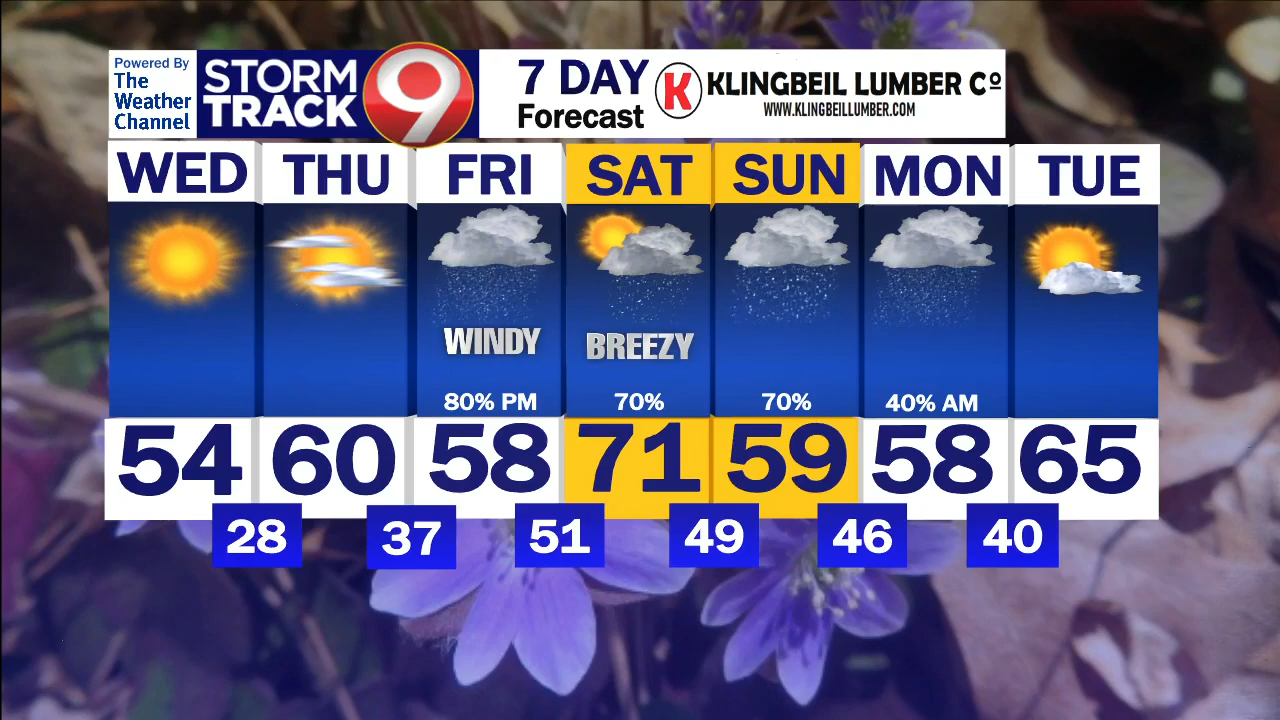 Powered By
The
Weather
Channel
STORM
TRACK
9
7 DAY
Forecast
K
KLINGBEIL LUMBER Cº
WWW.KLINGBEILLUMBER.COM
WED THU FRI SAT SUN MON TUE
WINDY BREEZY
80% PM 70% 70% 40% AM
54 60 58 71 59 58 65
28 37 51 49 46 40